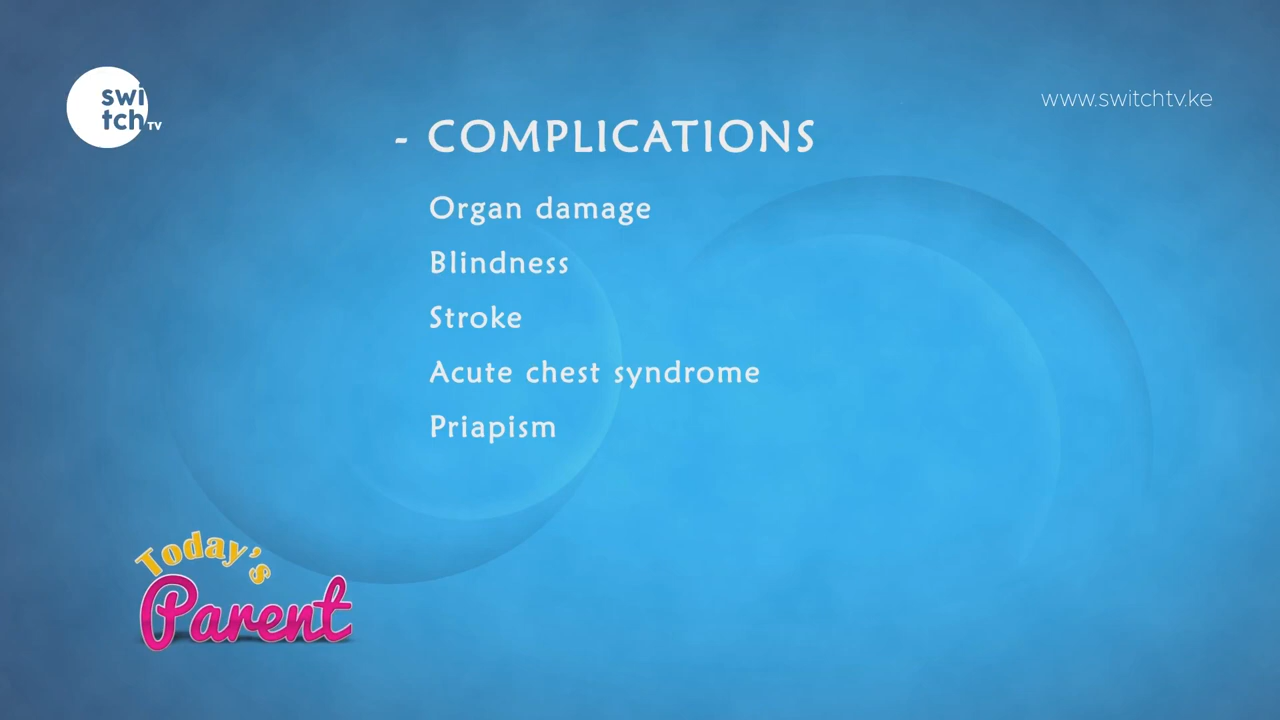 swi
tch TV
www.switchtv.ke
- COMPLICATIONS
Organ damage
Blindness
Stroke
Acute chest syndrome
Priapism
Today's
Parent